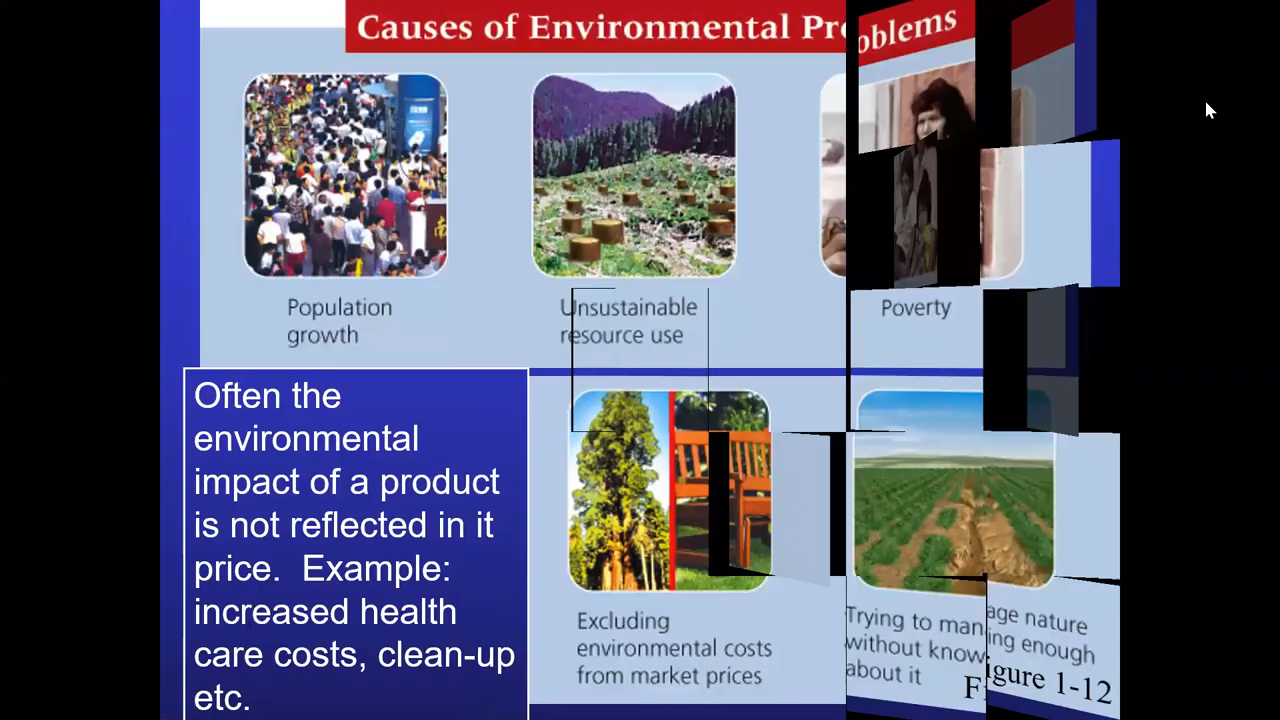 Causes of Environmental Problems
Population
growth
Unsustainable
resource use
Poverty
Often the
environmental
impact of a product
is not reflected in it
price. Example:
increased health
care costs, clean-up
etc.
Excluding
environmental costs
from market prices
Trying to manage nature
without knowing enough
about it
Figure 1-12